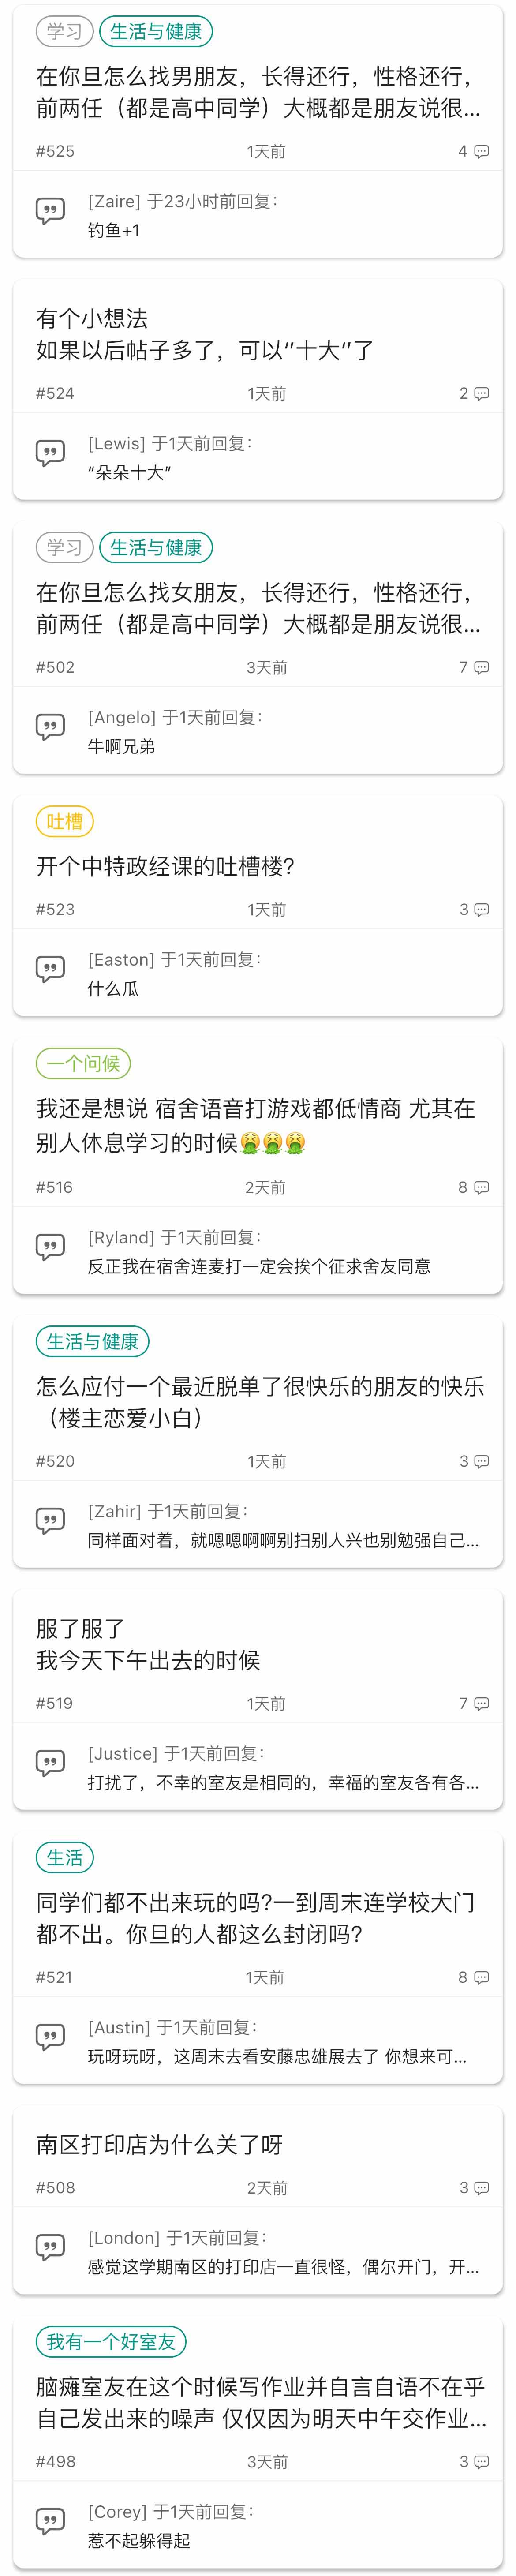 学习 生活与健康
在你旦怎么找男朋友，长得还行，性格还行，
前两任（都是高中同学）大概都是朋友说很...
#525 1天前 4
[Zaire] 于23小时前回复：
钓鱼+1
有个小想法
如果以后帖子多了，可以“十大“了
#524 1天前 2
[Lewis] 于1天前回复：
“朵朵十大”
学习 生活与健康
在你旦怎么找女朋友，长得还行，性格还行，
前两任（都是高中同学）大概都是朋友说很...
#502 3天前 7
[Angelo] 于1天前回复：
牛啊兄弟
吐槽
开个中特政经课的吐槽楼?
#523 1天前 3
[Easton] 于1天前回复：
什么瓜
一个问候
我还是想说 宿舍语音打游戏都低情商 尤其在
别人休息学习的时候🤮🤮🤮
#516 2天前 8
[Ryland] 于1天前回复：
反正我在宿舍连麦打一定会挨个征求舍友同意
生活与健康
怎么应付一个最近脱单了很快乐的朋友的快乐
（楼主恋爱小白）
#520 1天前 3
[Zahir] 于1天前回复：
同样面对着，就嗯嗯啊啊别扫别人兴也别勉强自己...
服了服了
我今天下午出去的时候
#519 1天前 7
[Justice] 于1天前回复：
打扰了，不幸的室友是相同的，幸福的室友各有各...
生活
同学们都不出来玩的吗?一到周末连学校大门
都不出。你旦的人都这么封闭吗?
#521 1天前 8
[Austin] 于1天前回复：
玩呀玩呀，这周末去看安藤忠雄展去了 你想来可...
南区打印店为什么关了呀
#508 2天前 3
[London] 于1天前回复：
感觉这学期南区的打印店一直很怪，偶尔开门，开...
我有一个好室友
脑瘫室友在这个时候写作业并自言自语不在乎
自己发出来的噪声 仅仅因为明天中午交作业...
#498 3天前 3
[Corey] 于1天前回复：
惹不起躲得起